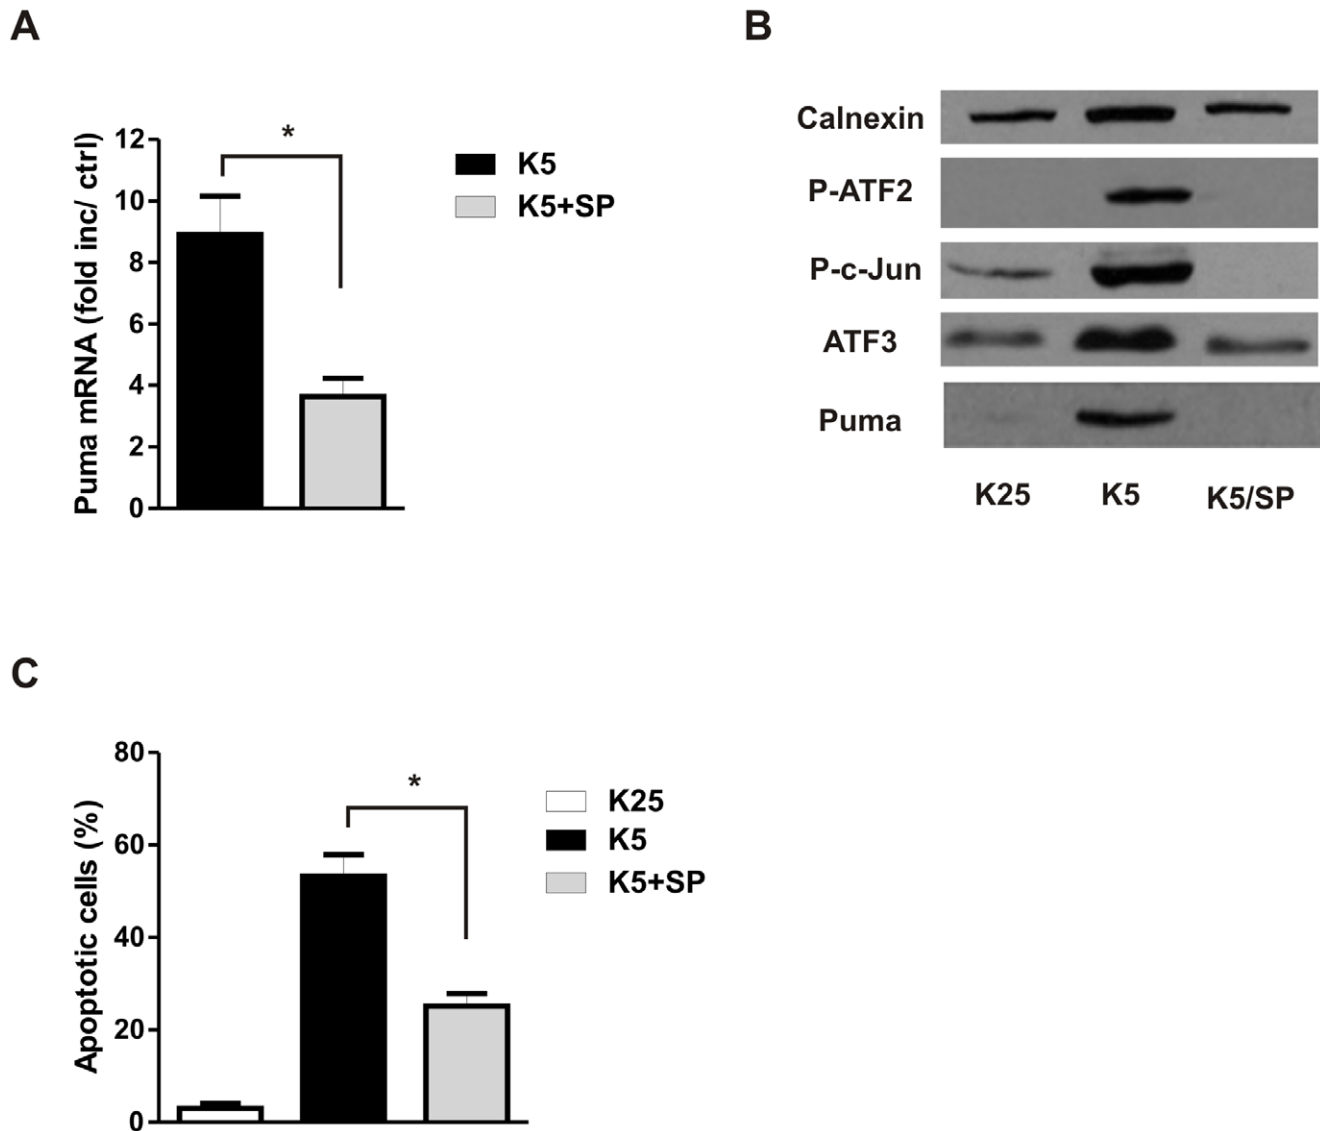 A
Puma mRNA (fold inc/ ctrl)
12
10
8
6
4
2
0
*
K5
K5+SP
B
Calnexin
P-ATF2
P-c-Jun
ATF3
Puma
K25
K5
K5/SP
C
Apoptotic cells (%)
80
60
40
20
0
*
K25
K5
K5+SP